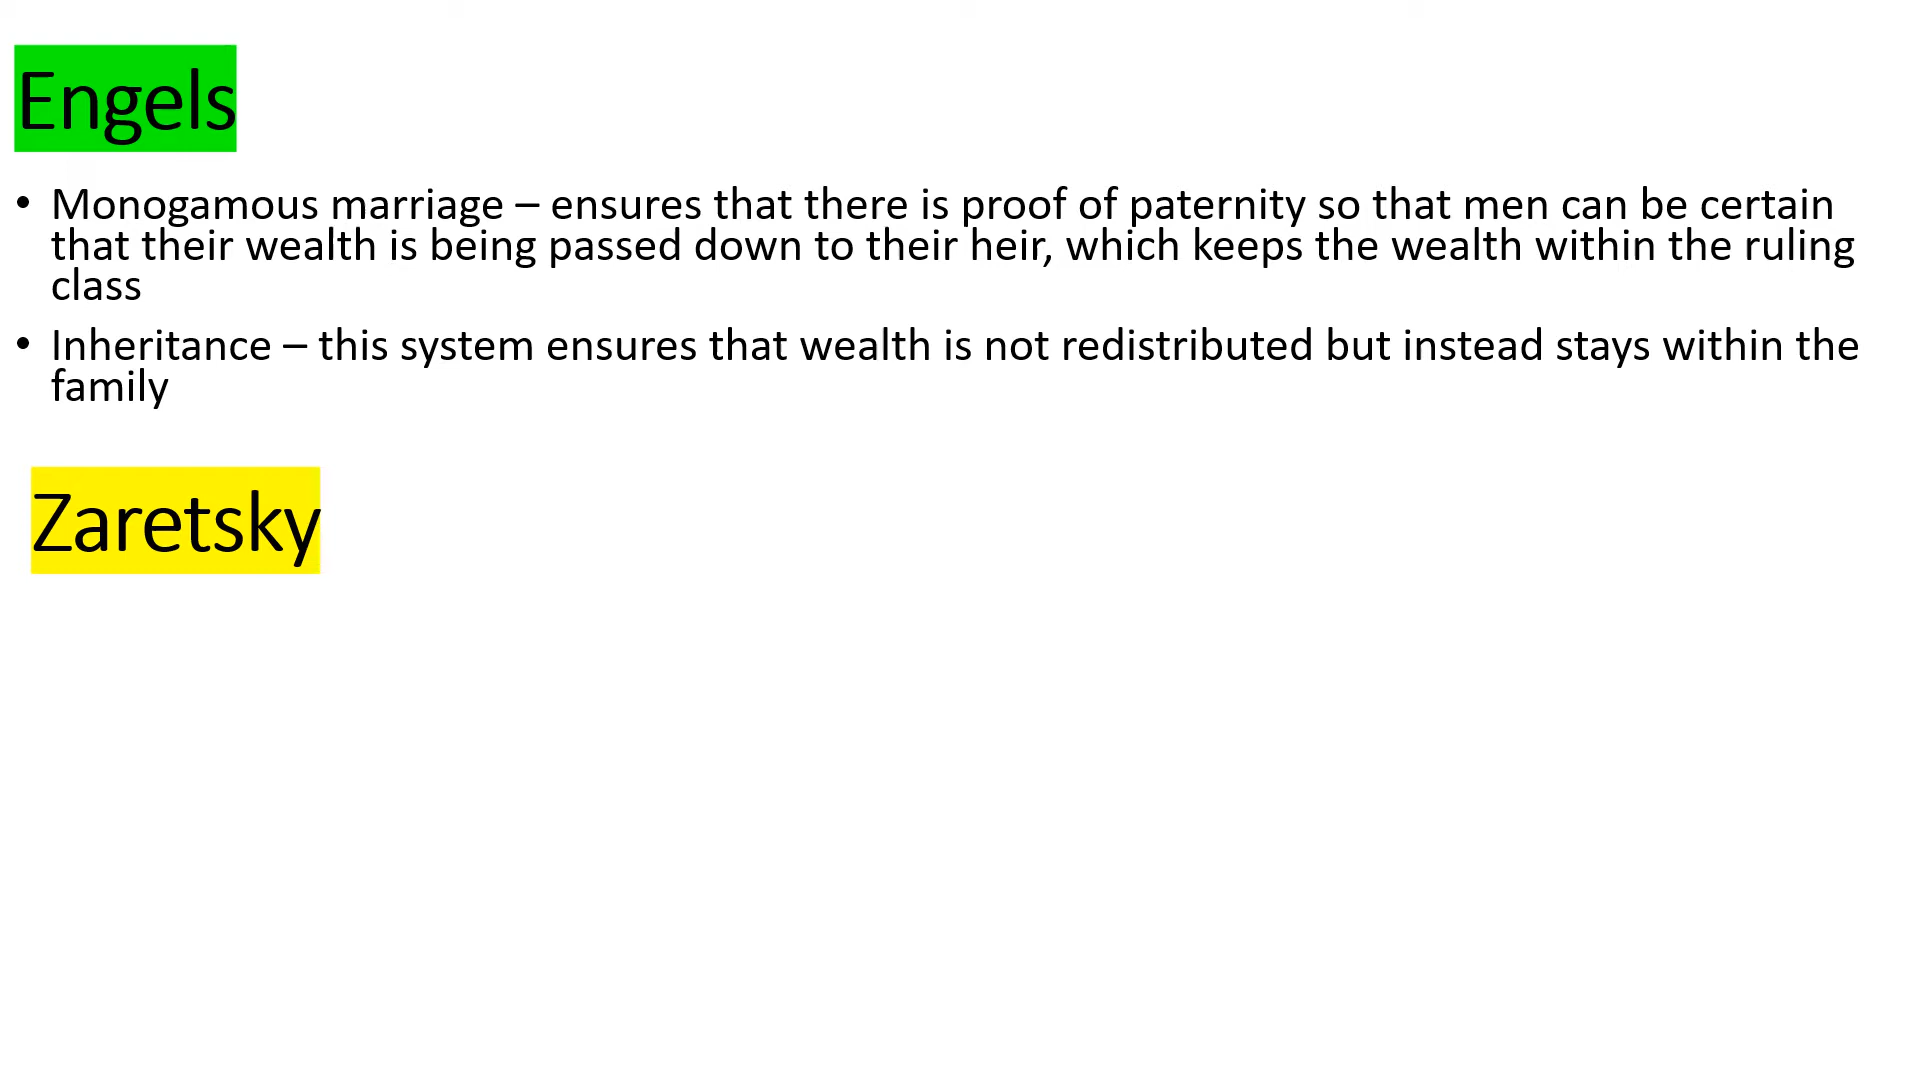 Engels
• Monogamous marriage – ensures that there is proof of paternity so that men can be certain
that their wealth is being passed down to their heir, which keeps the wealth within the ruling
class
• Inheritance – this system ensures that wealth is not redistributed but instead stays within the
family
Zaretsky